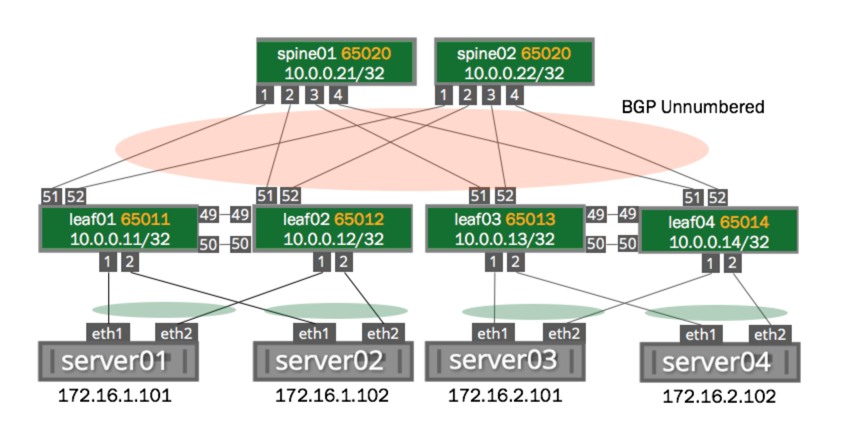 spine01 65020
10.0.0.21/32
spine02 65020
10.0.0.22/32
1 2 3 4
1 2 3 4
BGP Unnumbered
51 52
51 52
51 52
51 52
leaf01 65011
10.0.0.11/32
49 49
50 50
leaf02 65012
10.0.0.12/32
leaf03 65013
10.0.0.13/32
49 49
50 50
leaf04 65014
10.0.0.14/32
1 2
1 2
1 2
1 2
eth1 eth2
eth1 eth2
eth1 eth2
eth1 eth2
server01
server02
server03
server04
172.16.1.101
172.16.1.102
172.16.2.101
172.16.2.102